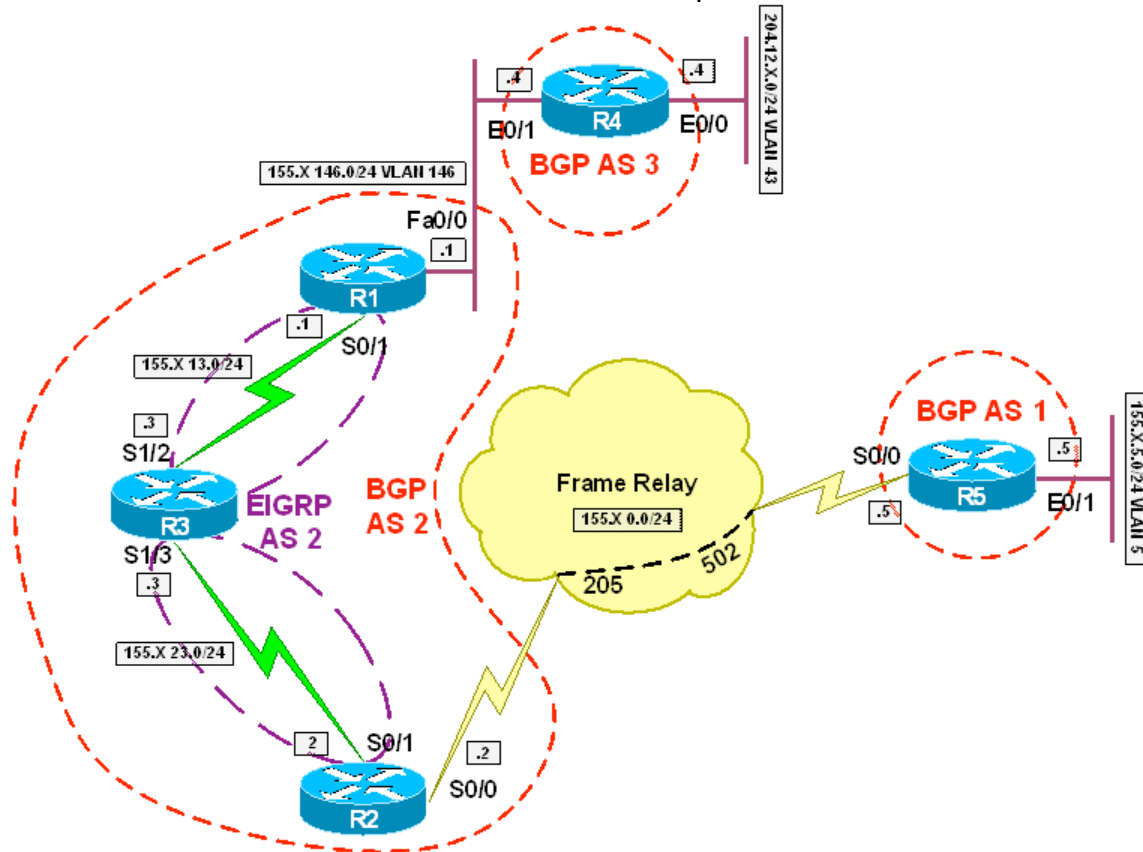 204.12.X.0/24 VLAN 43
.4
.4
R4
E0/1
E0/0
BGP AS 3
155.X 146.0/24 VLAN 146
Fa0/0
.1
R1
.1
S0/1
155.X 13.0/24
.3
S1/2
R3
EIGRP
AS 2
BGP
AS 2
S1/3
.3
Frame Relay
155.X 0.0/24
205
502
BGP AS 1
S0/0
.5
R5
.5
E0/1
155.X.5.0/24 VLAN 5
155.X 23.0/24
2
S0/1
.2
S0/0
R2